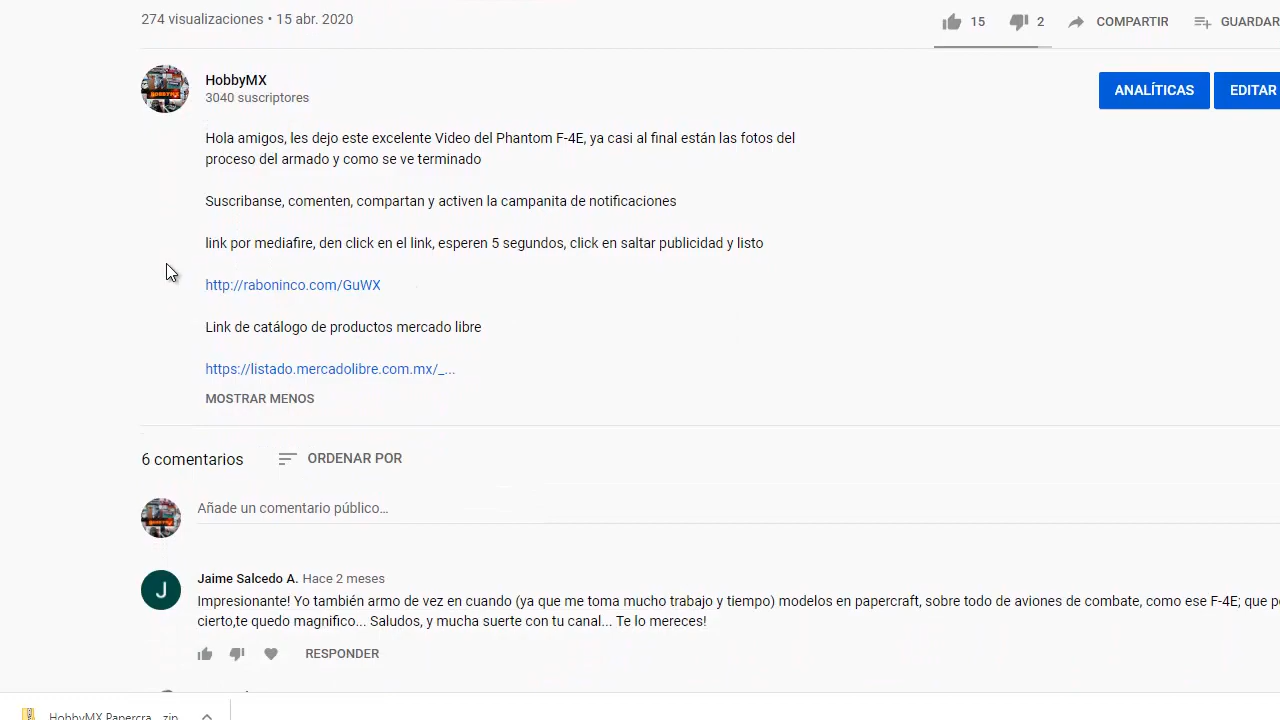 274 visualizaciones • 15 abr. 2020
15 2 COMPARTIR GUARDAR
HobbyMX
3040 suscriptores
ANALÍTICAS EDITAR
Hola amigos, les dejo este excelente Video del Phantom F-4E, ya casi al final están las fotos del
proceso del armado y como se ve terminado
Suscribanse, comenten, compartan y activen la campanita de notificaciones
link por mediafire, den click en el link, esperen 5 segundos, click en saltar publicidad y listo
http://raboninco.com/GuWX
Link de catálogo de productos mercado libre
https://listado.mercadolibre.com.mx/_...
MOSTRAR MENOS
6 comentarios ORDENAR POR
Añade un comentario público...
J
Jaime Salcedo A. Hace 2 meses
Impresionante! Yo también armo de vez en cuando (ya que me toma mucho trabajo y tiempo) modelos en papercraft, sobre todo de aviones de combate, como ese F-4E; que
cierto,te quedo magnifico... Saludos, y mucha suerte con tu canal... Te lo mereces!
RESPONDER
HobbyMX Papercra...zip